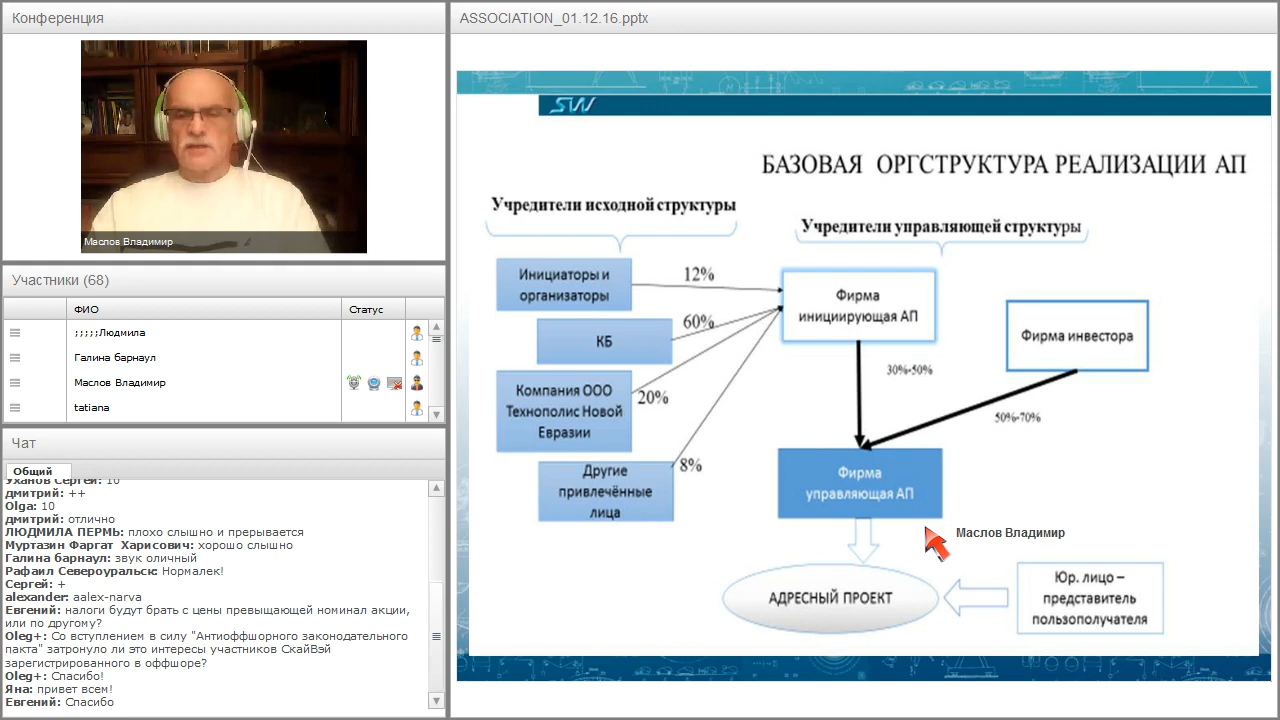 Конференция
Маслов Владимир
Участники (68)
ФИО
Статус
;;;;;Людмила
Галина барнаул
Маслов Владимир
tatiana
Чат
Общий
Уханов Сергей: 10
дмитрий: ++
Olga: 10
дмитрий: отлично
ЛЮДМИЛА ПЕРМЬ: плохо слышно и прерывается
Муртазин Фаргат Харисович: хорошо слышно
Галина барнаул: звук оличный
Рафаил Североуральск: Нормалек!
Сергей: +
alexander: aalex-narva
Евгений: налоги будут брать с цены превыщающей номинал акции,
или по другому?
Oleg+: Со вступлением в силу "Антиоффшорного законодательного
пакта" затронуло ли это интересы участников СкайВэй
зарегистрированного в оффшоре?
Oleg+: Спасибо!
Яна: привет всем!
Евгений: Спасибо
ASSOCIATION_01.12.16.pptx
SW
БАЗОВАЯ ОРГСТРУКТУРА РЕАЛИЗАЦИИ АП
Учредители исходной структуры
Учредители управляющей структуры
Инициаторы и
организаторы
12%
КБ
60%
Компания ООО
Технополис Новой
Евразии
20%
Другие
привлечённые
лица
8%
Фирма
инициирующая АП
Фирма инвестора
30%-50%
50%-70%
Фирма
управляющая АП
Маслов Владимир
АДРЕСНЫЙ ПРОЕКТ
Юр. лицо –
представитель
пользополучателя